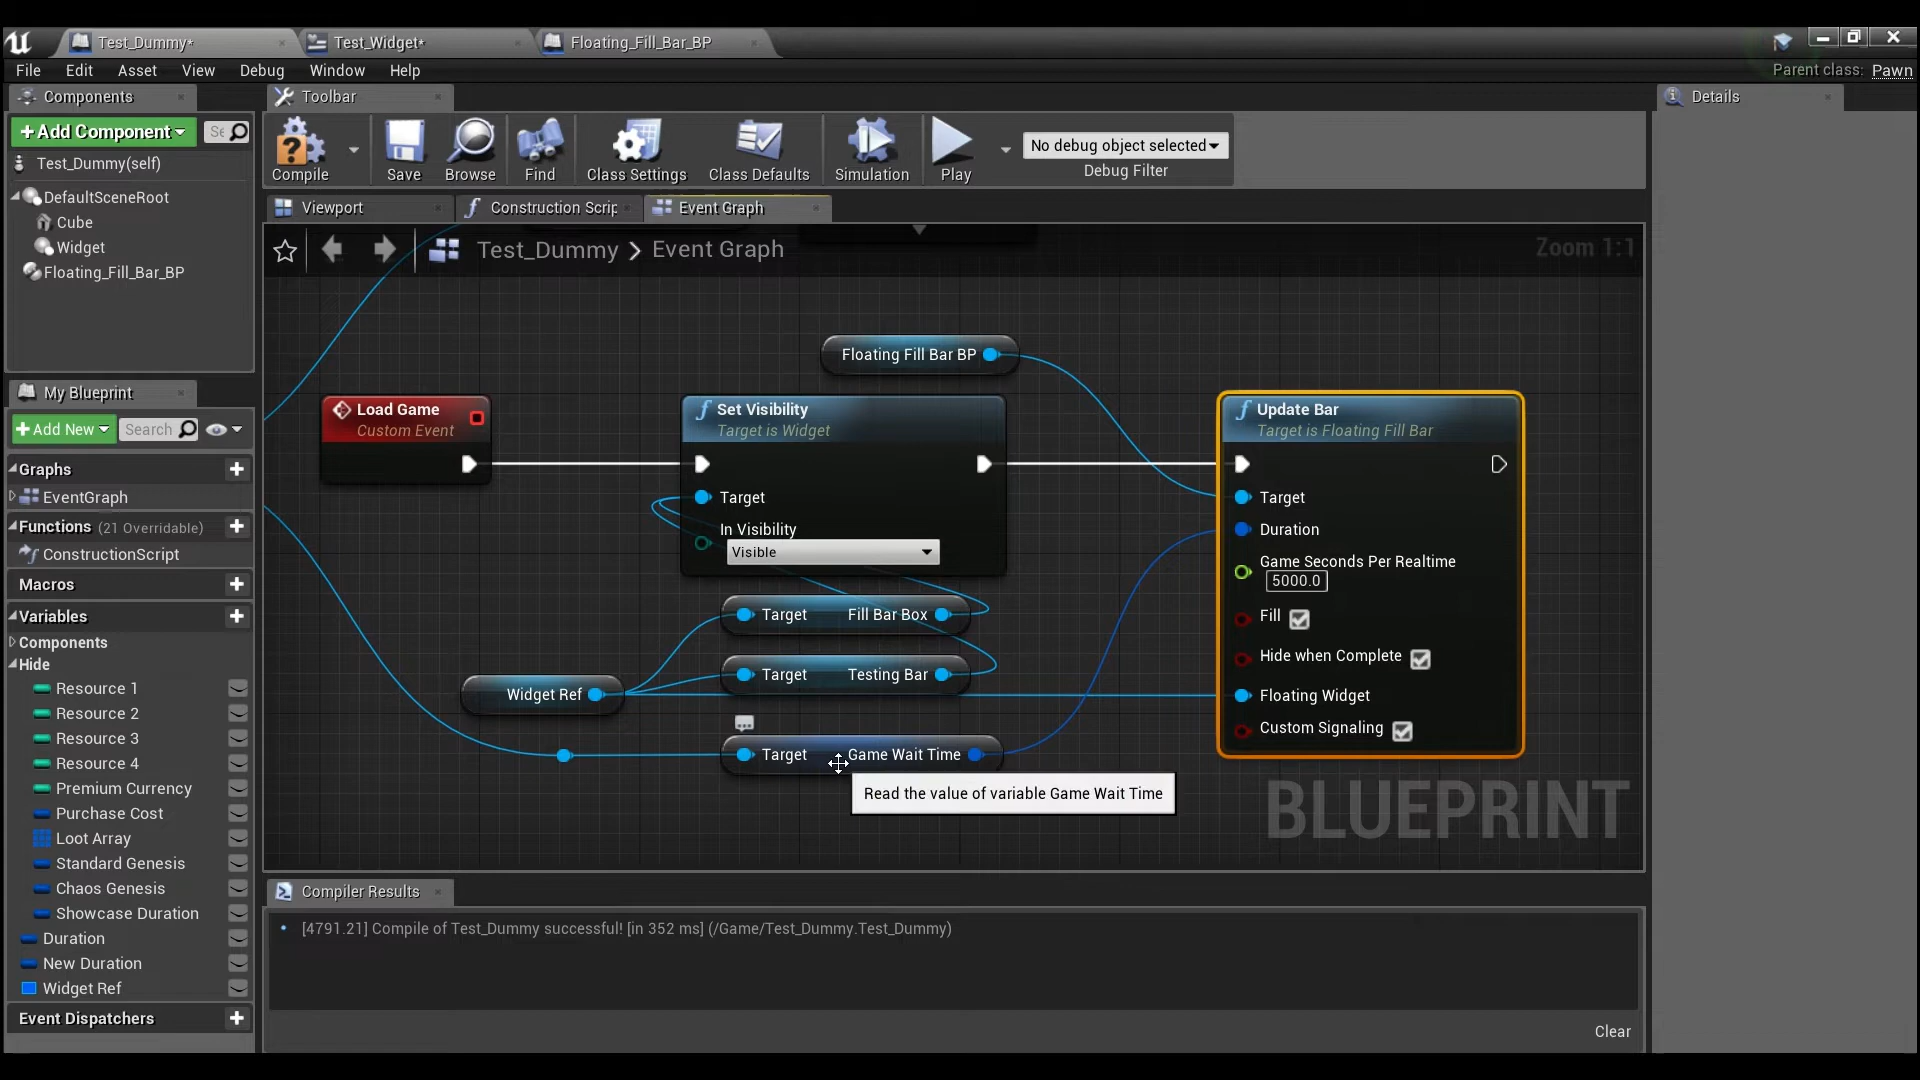 Test_Dummy*
Test_Widget*
Floating_Fill_Bar_BP
File Edit Asset View Debug Window Help
Parent class: Pawn
Components
Toolbar
Details
+Add Component
Se
Test_Dummy(self)
DefaultSceneRoot
Cube
Widget
Floating_Fill_Bar_BP
Compile
Save
Browse
Find
Class Settings
Class Defaults
Simulation
Play
No debug object selected
Debug Filter
Viewport
Construction Scrip
Event Graph
Test_Dummy > Event Graph
Zoom 1:1
My Blueprint
+Add New
Search
Graphs
EventGraph
Functions (21 Overridable)
ConstructionScript
Macros
Variables
Components
Hide
Resource 1
Resource 2
Resource 3
Resource 4
Premium Currency
Purchase Cost
Loot Array
Standard Genesis
Chaos Genesis
Showcase Duration
Duration
New Duration
Widget Ref
Event Dispatchers
Floating Fill Bar BP
Load Game
Custom Event
Set Visibility
Target is Widget
Target
In Visibility
Visible
Target Fill Bar Box
Target Testing Bar
Widget Ref
Target Game Wait Time
Read the value of variable Game Wait Time
Update Bar
Target is Floating Fill Bar
Target
Duration
Game Seconds Per Realtime
5000.0
Fill
Hide when Complete
Floating Widget
Custom Signaling
BLUEPRINT
Compiler Results
[4791.21] Compile of Test_Dummy successful! [in 352 ms] (/Game/Test_Dummy.Test_Dummy)
Clear